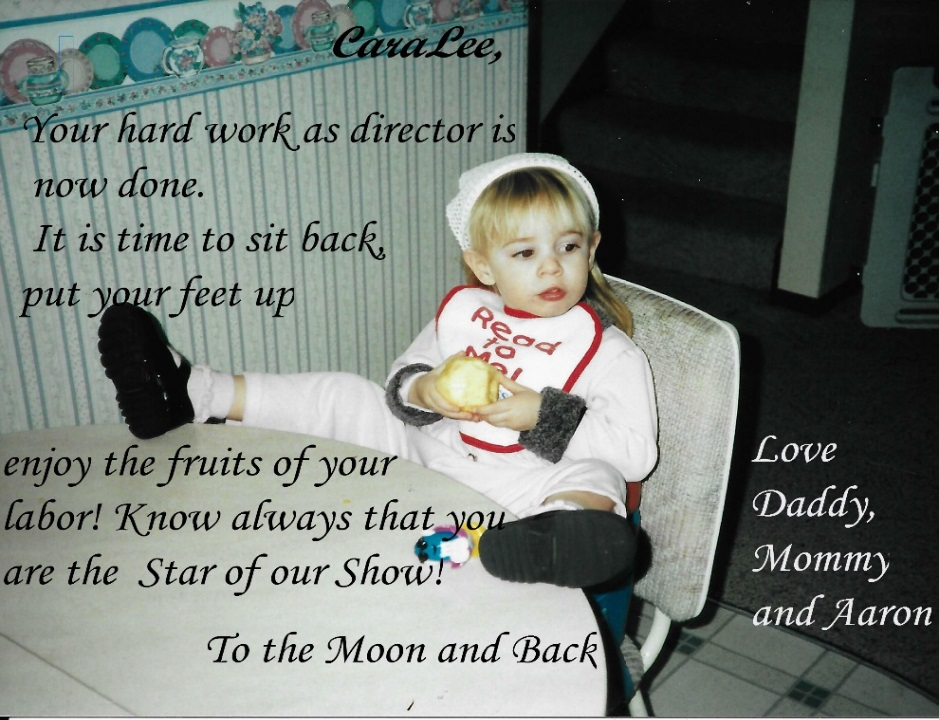 CaraLee,
Your hard work as director is
now done.
It is time to sit back,
put your feet up
Read
to
Me!
enjoy the fruits of your
labor! Know always that you
are the Star of our Show!
Love
Daddy,
Mommy
and Aaron
To the Moon and Back